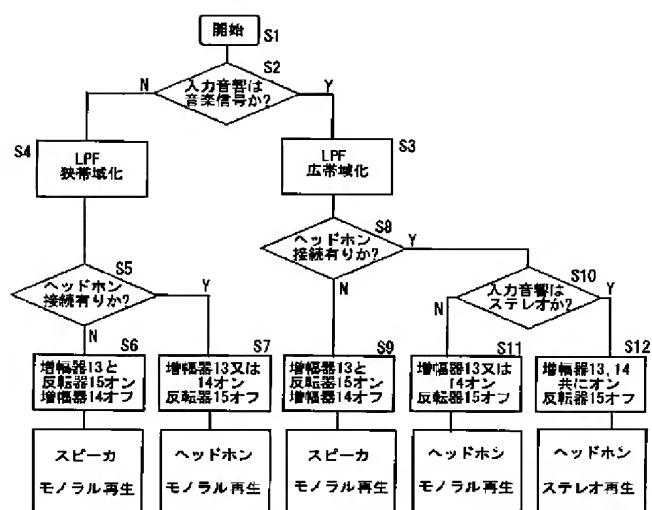 開始
S1
S2
入力音響は
音楽信号か?
N
Y
S4
LPF
狭帯域化
S3
LPF
広帯域化
S5
ヘッドホン
接続有りか?
N
Y
S8
ヘッドホン
接続有りか?
Y
N
S10
入力音響は
ステレオか?
N
Y
S6
増幅器13と
反転器15オン
増幅器14オフ
S7
増幅器13又は
14オン
反転器15オフ
S9
増幅器13と
反転器15オン
増幅器14オフ
S11
増幅器13又は
14オン
反転器15オフ
S12
増幅器13,14
共にオン
反転器15オフ
スピーカ
モノラル再生
ヘッドホン
モノラル再生
スピーカ
モノラル再生
ヘッドホン
モノラル再生
ヘッドホン
ステレオ再生